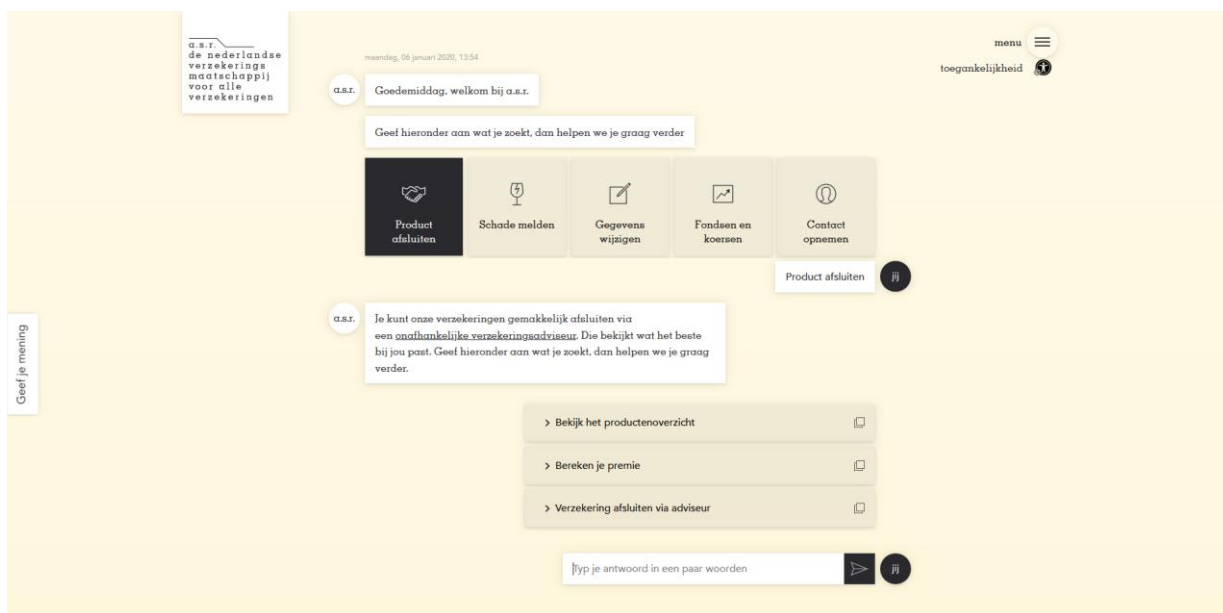 a.s.r.
de nederlandse
verzekerings
maatschappij
voor alle
verzekeringen
menu
toegankelijkheid
maandag, 06 januari 2020, 13:54
a.s.r.
Goedemiddag, welkom bij a.s.r.
Geef hieronder aan wat je zoekt, dan helpen we je graag verder
Product
afsluiten
Schade melden
Gegevens
wijzigen
Fondsen en
koersen
Contact
opnemen
Product afsluiten
jij
a.s.r.
Je kunt onze verzekeringen gemakkelijk afsluiten via
een onafhankelijke verzekeringsadviseur. Die bekijkt wat het beste
bij jou past. Geef hieronder aan wat je zoekt, dan helpen we je graag
verder.
Geef je mening
> Bekijk het productenoverzicht
> Bereken je premie
> Verzekering afsluiten via adviseur
Typ je antwoord in een paar woorden
jij